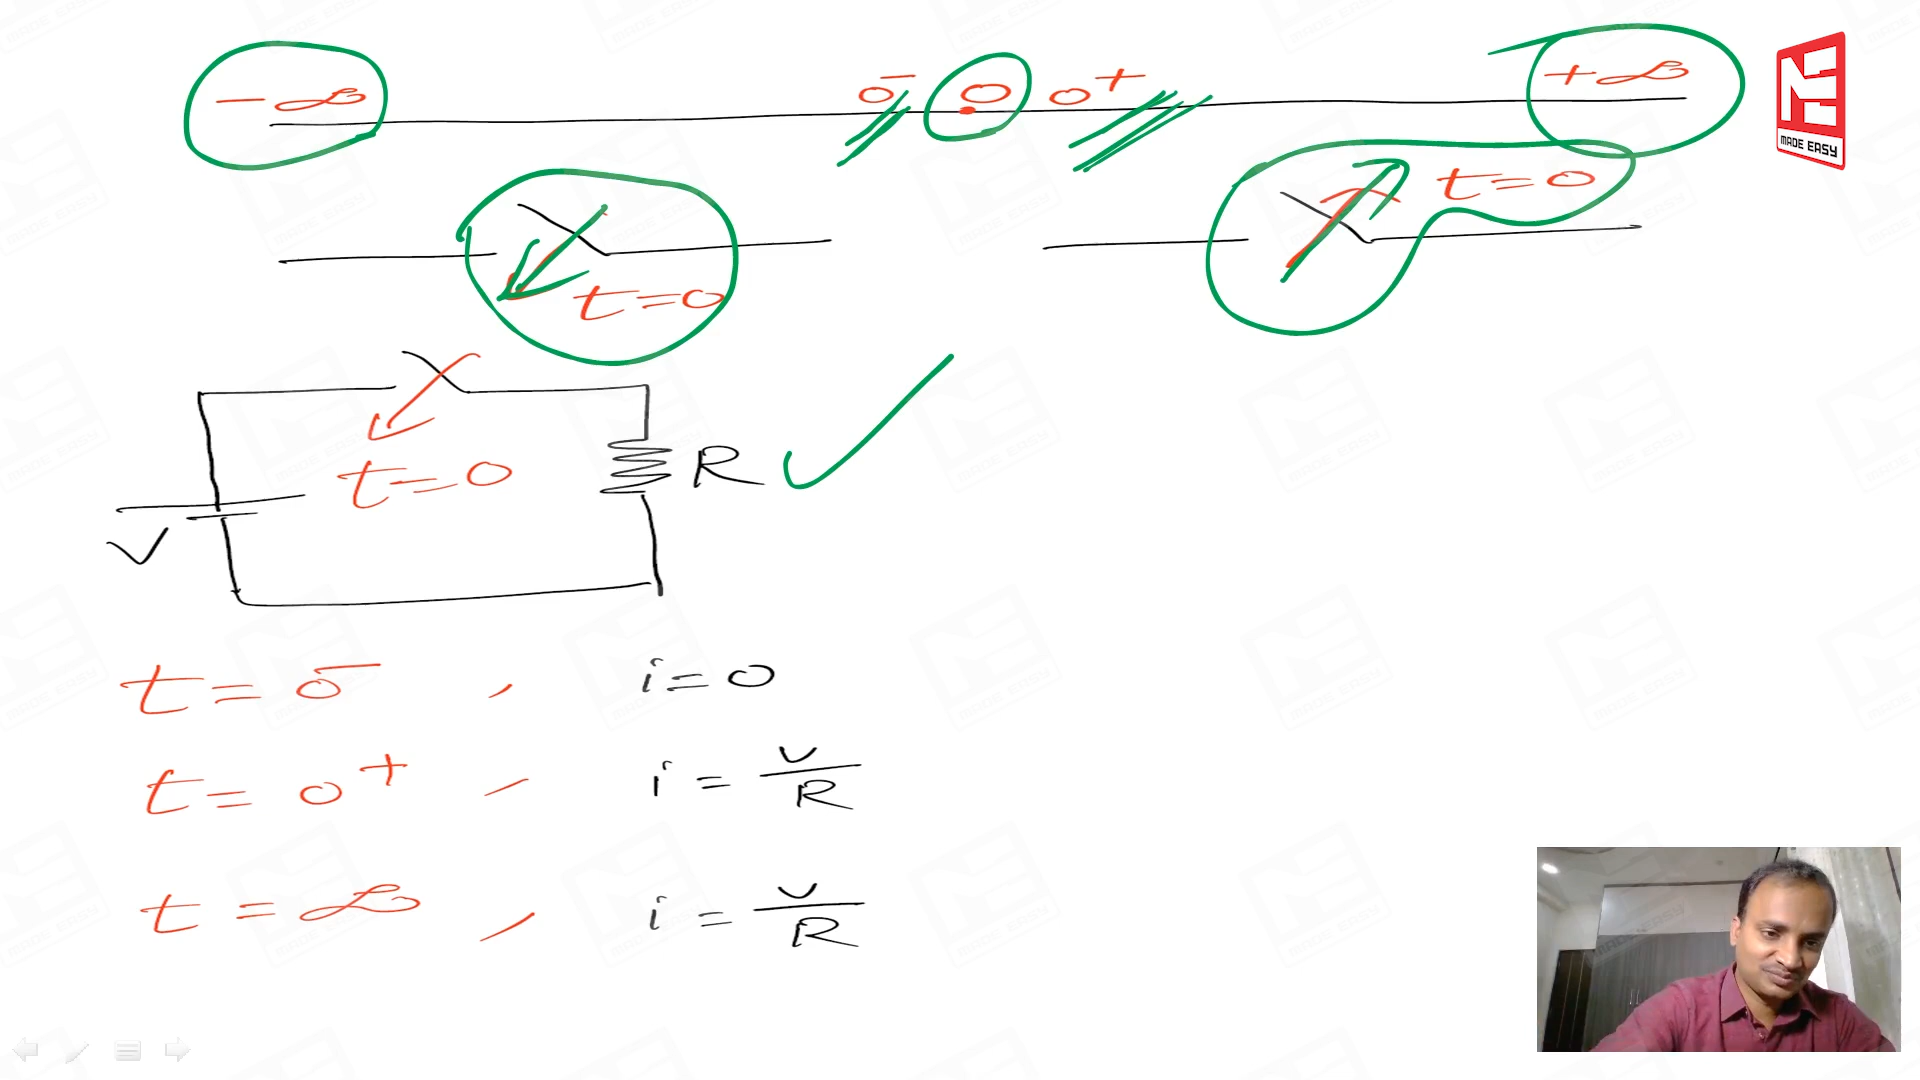 -∞ 0⁻ 0 0⁺ +∞
MADE EASY
t=0
t=0
t=0
R
V
t=0⁻, i=0
t=0⁺, i=V/R
t=∞, i=V/R